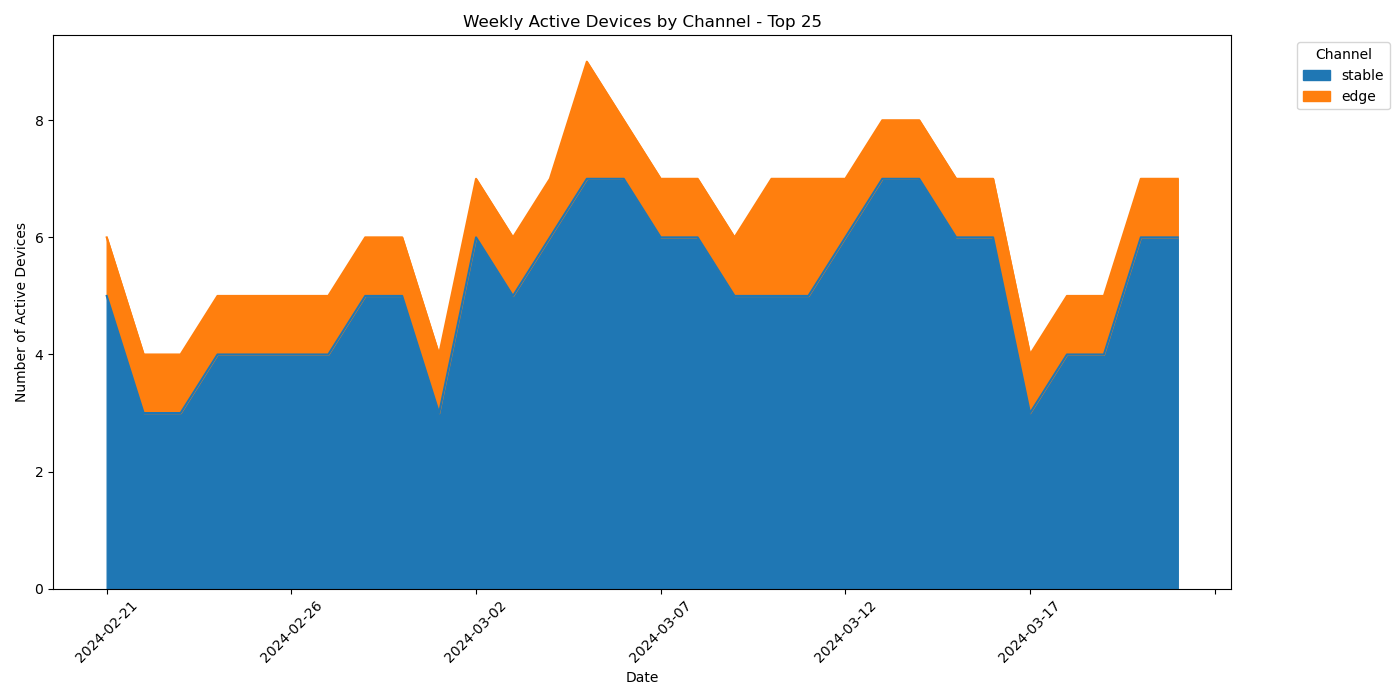 Weekly Active Devices by Channel - Top 25
Channel
stable
edge
Number of Active Devices
8
6
4
2
0
2024-02-21
2024-02-26
2024-03-02
2024-03-07
2024-03-12
2024-03-17
Date